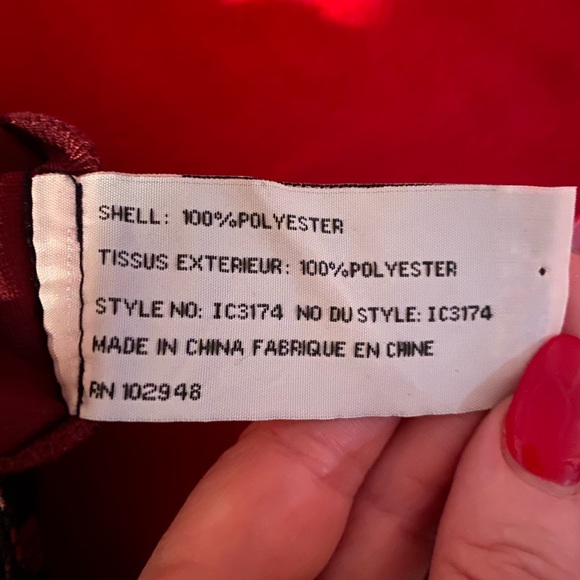 SHELL: 100%POLYESTER
TISSUS EXTERIEUR: 100%POLYESTER
STYLE NO: IC3174 NO DU STYLE: IC3174
MADE IN CHINA FABRIQUE EN CHINE
RN 102948